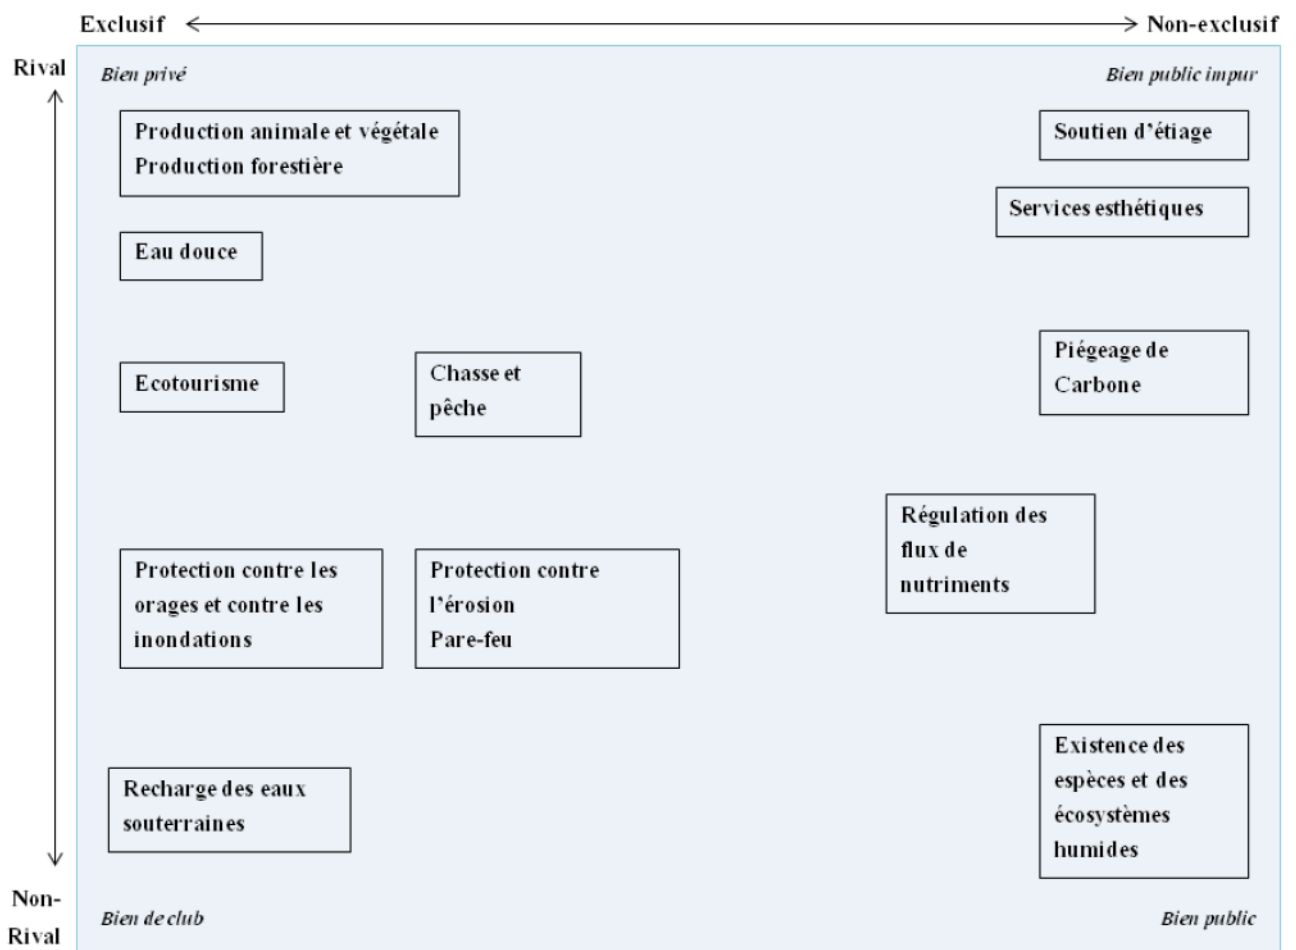 Exclusif
Non-exclusif
Rival
Bien privé
Bien public impur
Production animale et végétale
Production forestière
Soutien d'étiage
Services esthétiques
Eau douce
Ecotourisme
Chasse et
pêche
Piégeage de
Carbone
Régulation des
flux de
nutriments
Protection contre les
orages et contre les
inondations
Protection contre
l'érosion
Pare-feu
Recharge des eaux
souterraines
Existence des
espèces et des
écosystèmes
humides
Non-
Rival
Bien de club
Bien public